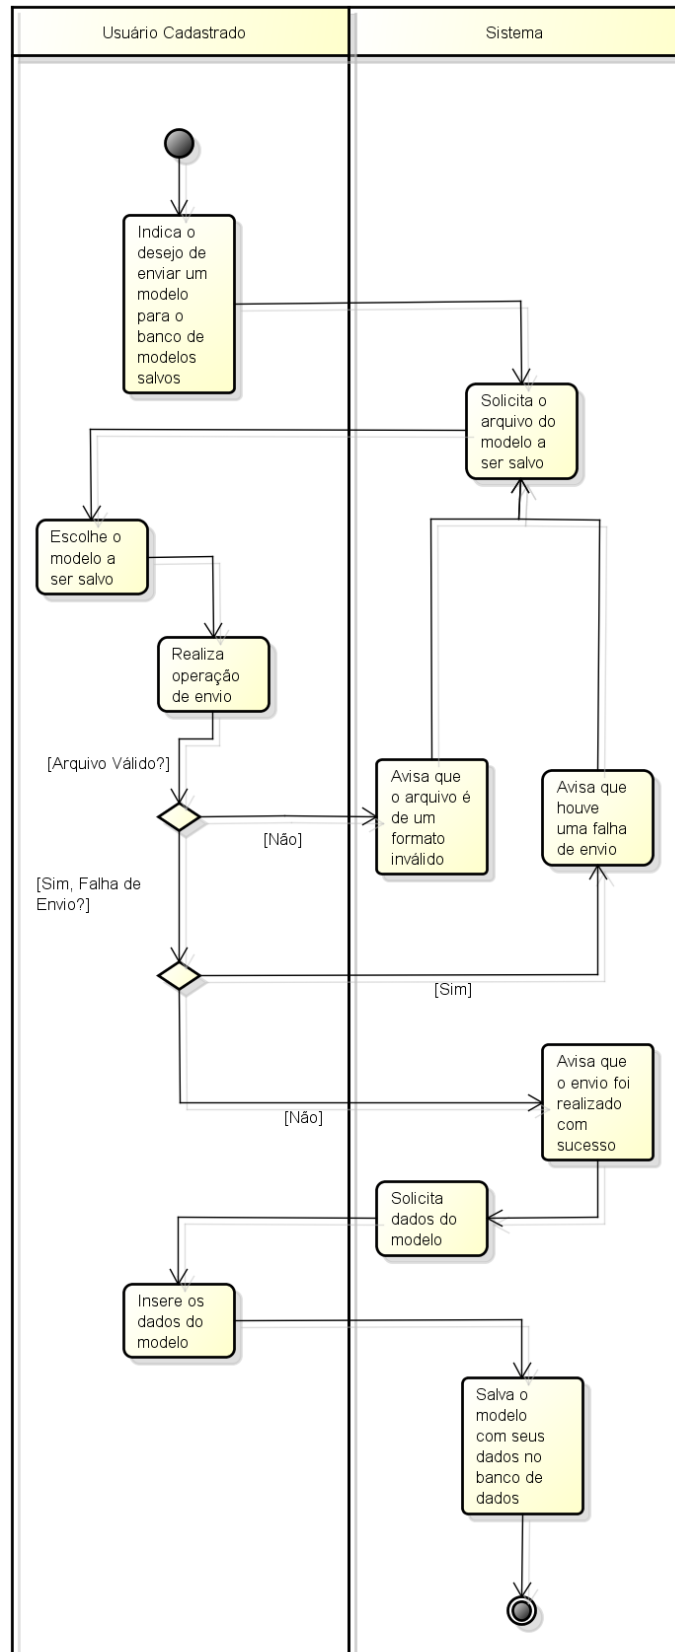 Usuário Cadastrado
Sistema
Indica o
desejo de
enviar um
modelo
para o
banco de
modelos
salvos
Solicita o
arquivo do
modelo a
ser salvo
Escolhe o
modelo a
ser salvo
Realiza
operação
de envio
[Arquivo Válido?]
[Não]
Avisa que
o arquivo é
de um
formato
inválido
Avisa que
houve
uma falha
de envio
[Sim, Falha de
Envio?]
[Sim]
[Não]
Avisa que
o envio foi
realizado
com
sucesso
Solicita
dados do
modelo
Insere os
dados do
modelo
Salva o
modelo
com seus
dados no
banco de
dados